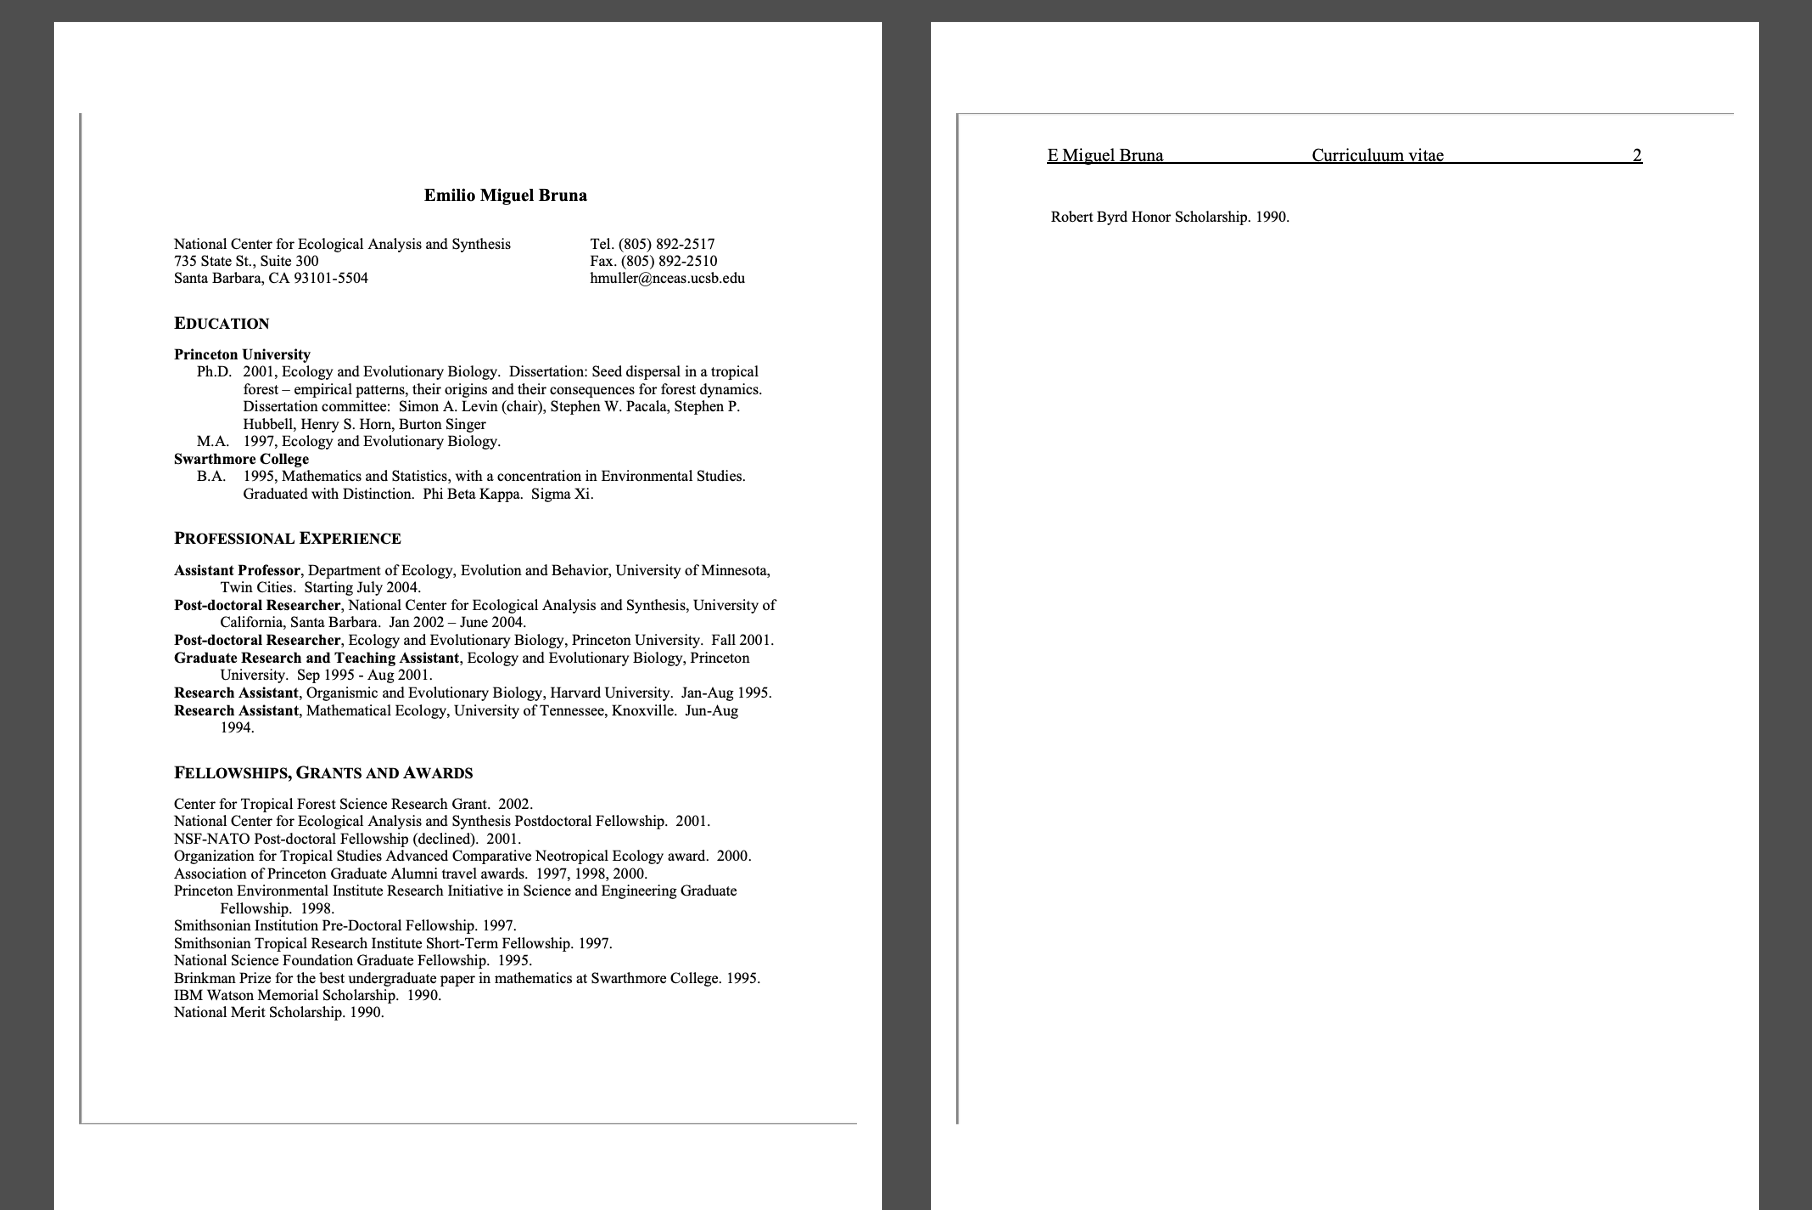 Emilio Miguel Bruna
National Center for Ecological Analysis and Synthesis Tel. (805) 892-2517
735 State St., Suite 300 Fax. (805) 892-2510
Santa Barbara, CA 93101-5504 hmuller@nceas.ucsb.edu
EDUCATION
Princeton University
Ph.D. 2001, Ecology and Evolutionary Biology. Dissertation: Seed dispersal in a tropical
forest – empirical patterns, their origins and their consequences for forest dynamics.
Dissertation committee: Simon A. Levin (chair), Stephen W. Pacala, Stephen P.
Hubbell, Henry S. Horn, Burton Singer
M.A. 1997, Ecology and Evolutionary Biology.
Swarthmore College
B.A. 1995, Mathematics and Statistics, with a concentration in Environmental Studies.
Graduated with Distinction. Phi Beta Kappa. Sigma Xi.
PROFESSIONAL EXPERIENCE
Assistant Professor, Department of Ecology, Evolution and Behavior, University of Minnesota,
Twin Cities. Starting July 2004.
Post-doctoral Researcher, National Center for Ecological Analysis and Synthesis, University of
California, Santa Barbara. Jan 2002 – June 2004.
Post-doctoral Researcher, Ecology and Evolutionary Biology, Princeton University. Fall 2001.
Graduate Research and Teaching Assistant, Ecology and Evolutionary Biology, Princeton
University. Sep 1995 - Aug 2001.
Research Assistant, Organismic and Evolutionary Biology, Harvard University. Jan-Aug 1995.
Research Assistant, Mathematical Ecology, University of Tennessee, Knoxville. Jun-Aug
1994.
FELLOWSHIPS, GRANTS AND AWARDS
Center for Tropical Forest Science Research Grant. 2002.
National Center for Ecological Analysis and Synthesis Postdoctoral Fellowship. 2001.
NSF-NATO Post-doctoral Fellowship (declined). 2001.
Organization for Tropical Studies Advanced Comparative Neotropical Ecology award. 2000.
Association of Princeton Graduate Alumni travel awards. 1997, 1998, 2000.
Princeton Environmental Institute Research Initiative in Science and Engineering Graduate
Fellowship. 1998.
Smithsonian Institution Pre-Doctoral Fellowship. 1997.
Smithsonian Tropical Research Institute Short-Term Fellowship. 1997.
National Science Foundation Graduate Fellowship. 1995.
Brinkman Prize for the best undergraduate paper in mathematics at Swarthmore College. 1995.
IBM Watson Memorial Scholarship. 1990.
National Merit Scholarship. 1990.
E Miguel Bruna Curriculuum vitae 2
Robert Byrd Honor Scholarship. 1990.